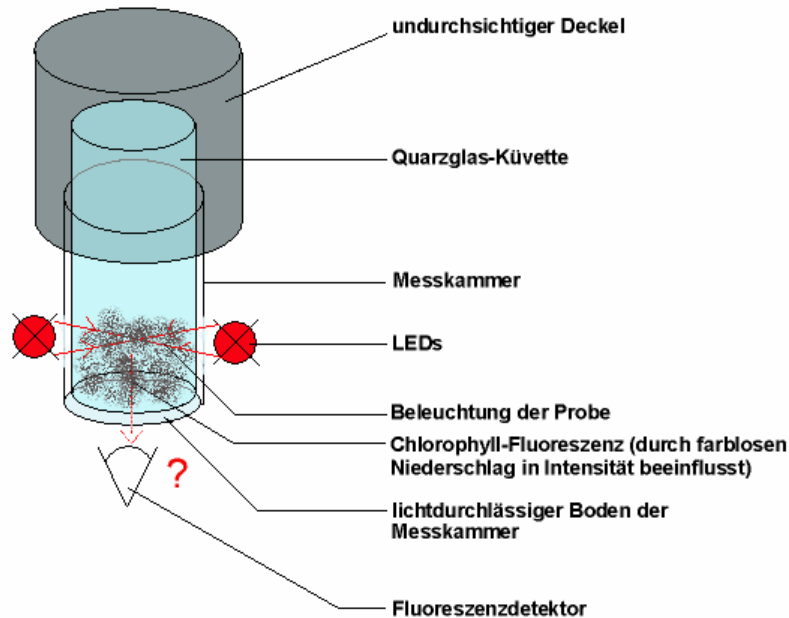 undurchsichtiger Deckel
Quarzglas-Küvette
Messkammer
LEDs
Beleuchtung der Probe
Chlorophyll-Fluoreszenz (durch farblosen
Niederschlag in Intensität beeinflusst)
?
lichtdurchlässiger Boden der
Messkammer
Fluoreszenzdetektor